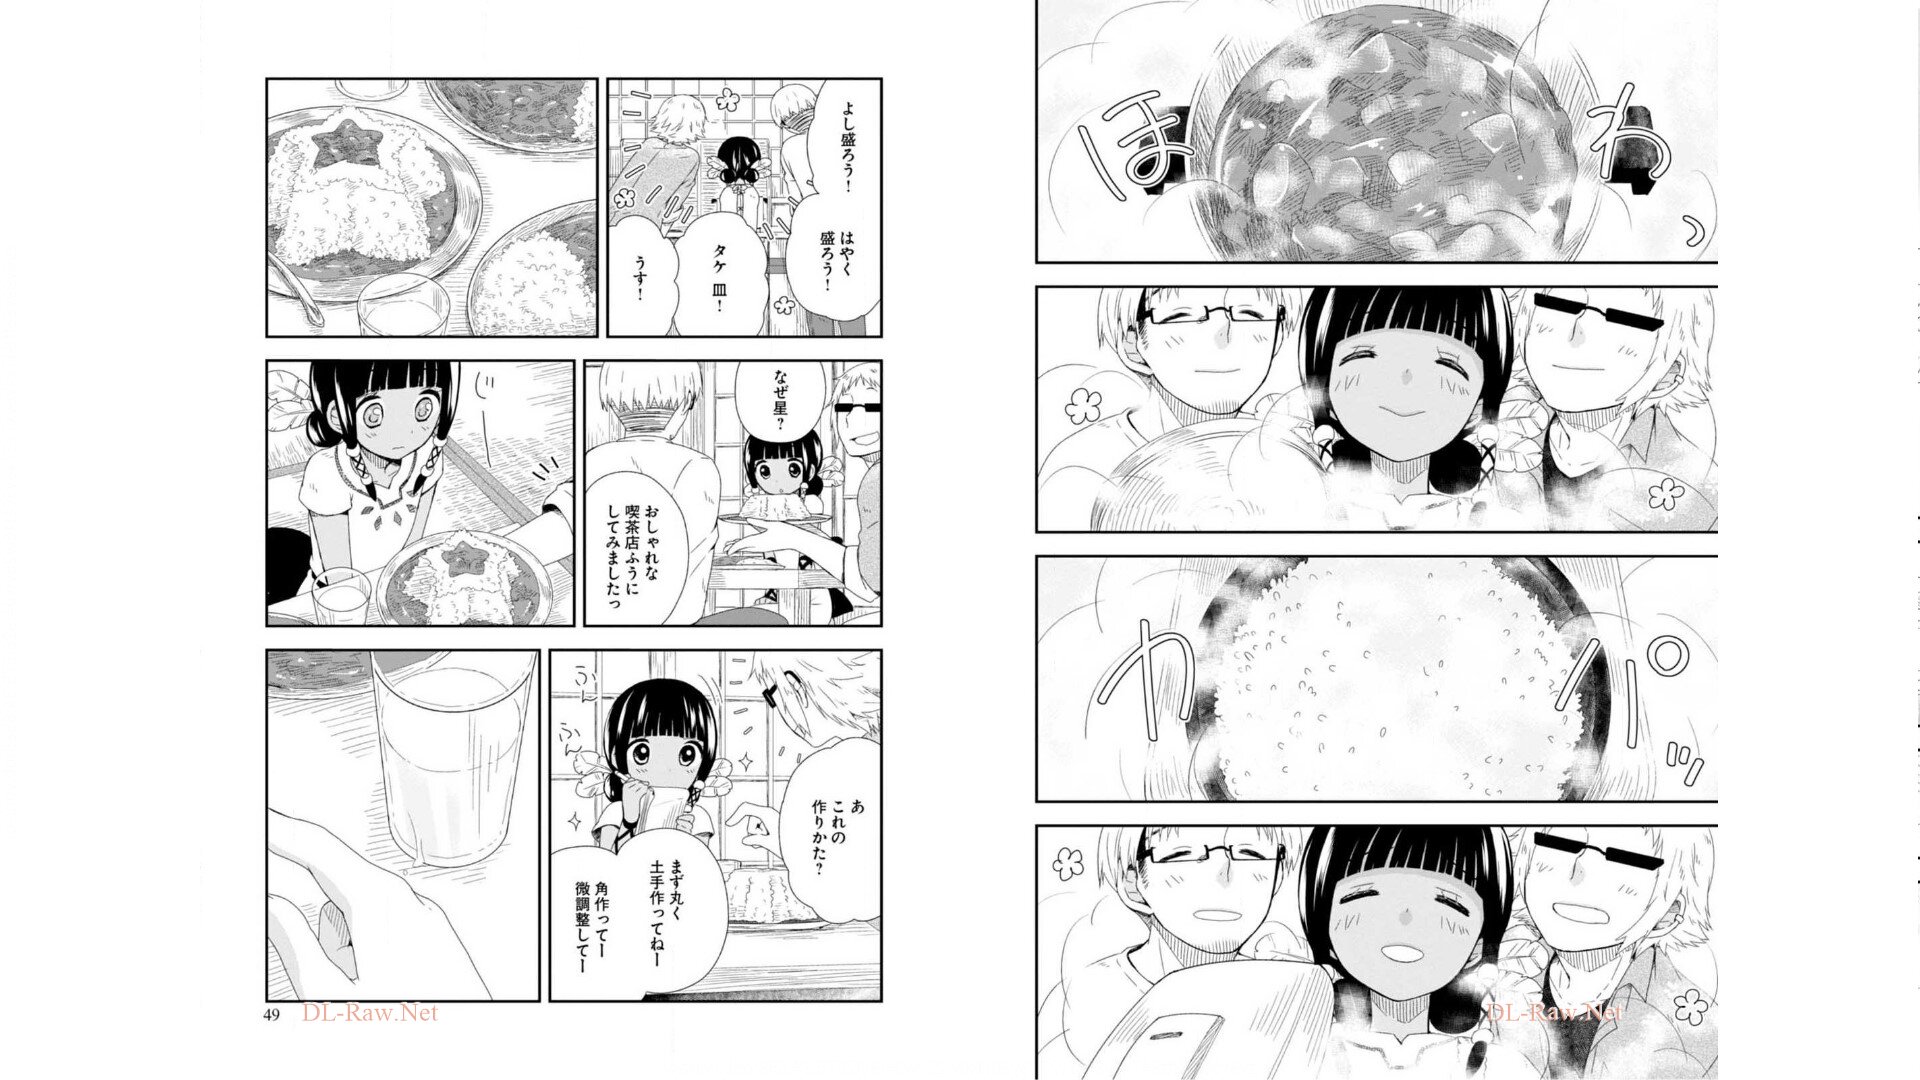 ほわっ
カパッ
よし盛ろう!
はやく
盛ろう!
タケ 皿!
うす!
なぜ星?
おしゃれな
喫茶店ふうに
してみましたっ
じっ
あ
これの
作りかた?
ふん
ふん
まず丸く
土手作ってねー
角作ってー
微調整してー
49
DL-Raw.Net
DL-Raw.Net